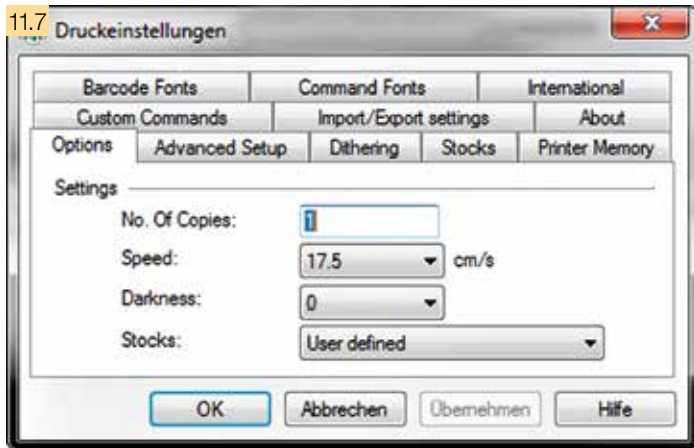 11.7
Druckeinstellungen
Barcode Fonts Command Fonts International
Custom Commands Import/Export settings About
Options Advanced Setup Dithering Stocks Printer Memory
Settings
No. Of Copies: 1
Speed: 17.5 cm/s
Darkness: 0
Stocks: User defined
OK Abbrechen Übernehmen Hilfe